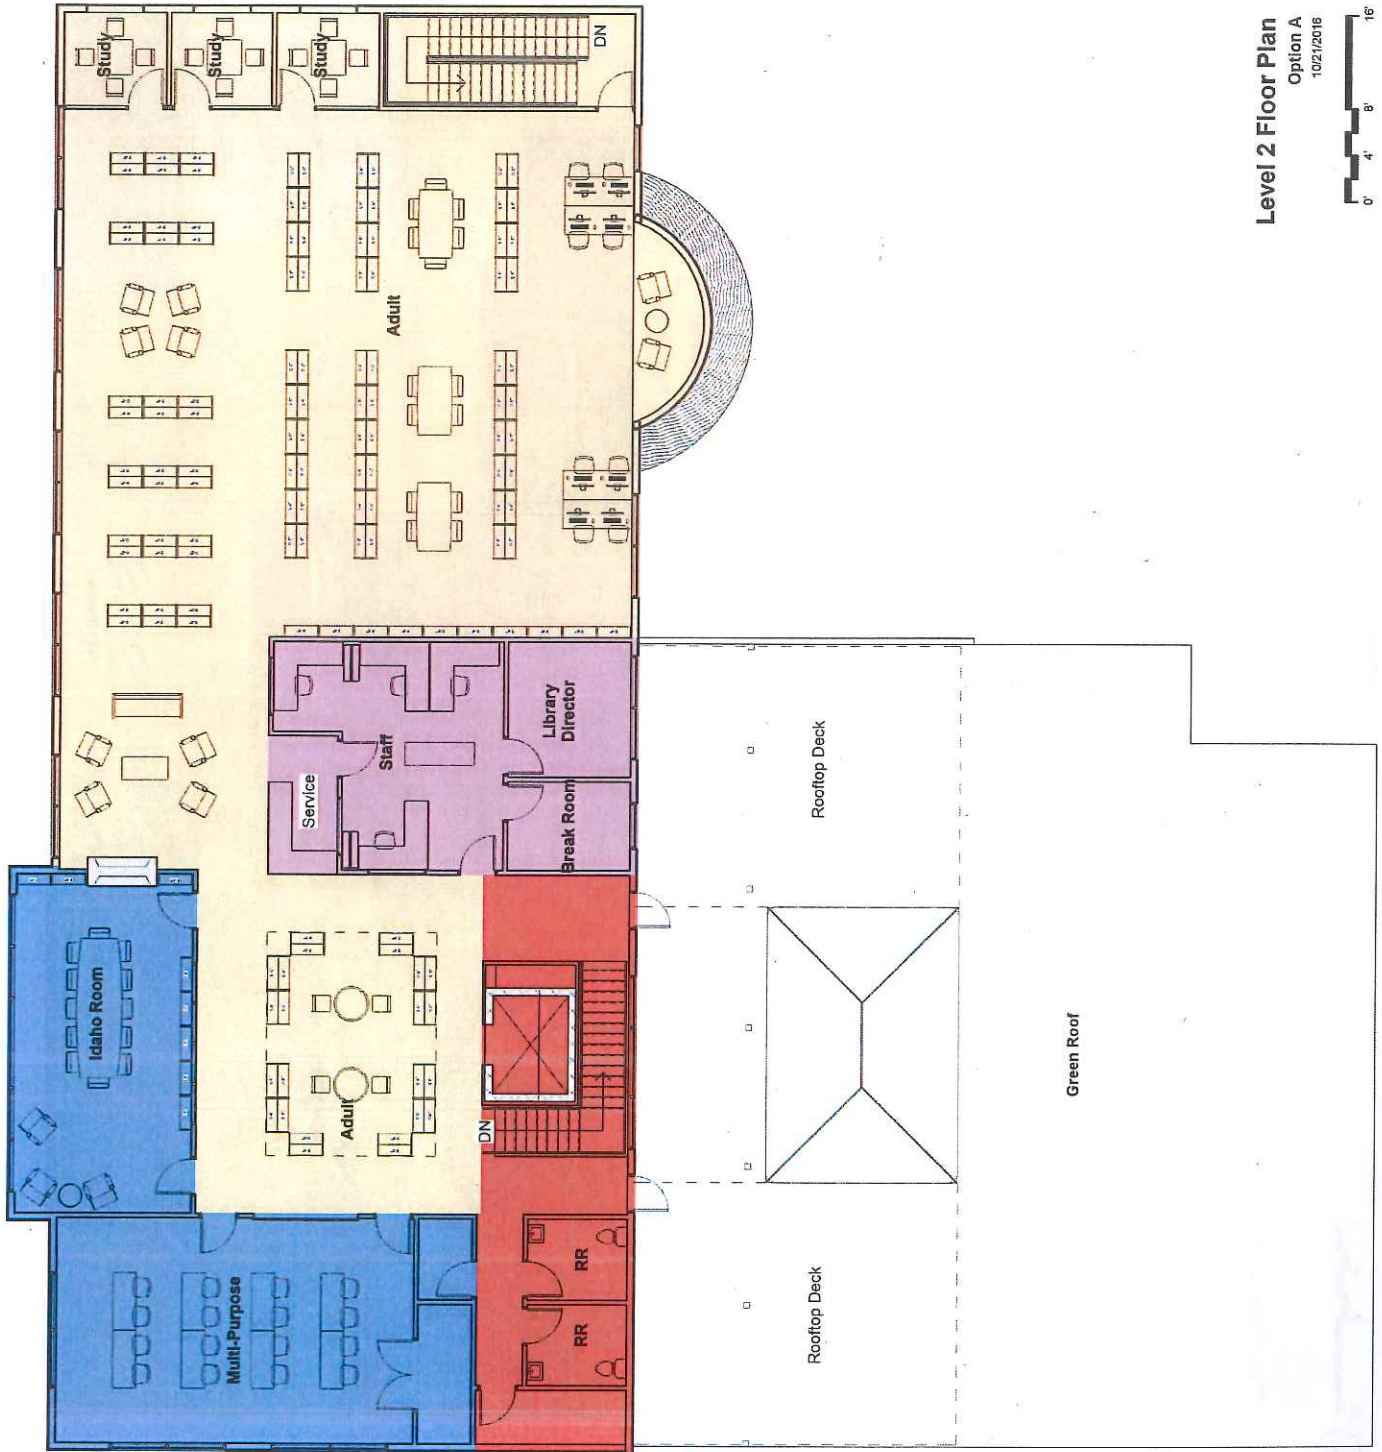 Study
Study
Study
DN
Adult
Library
Director
Staff
Service
Break Room
Idaho Room
Adult
DN
Multi-Purpose
RR
RR
Rooftop Deck
Rooftop Deck
Green Roof
Level 2 Floor Plan
Option A
10/21/2016
0' 4' 8' 16'